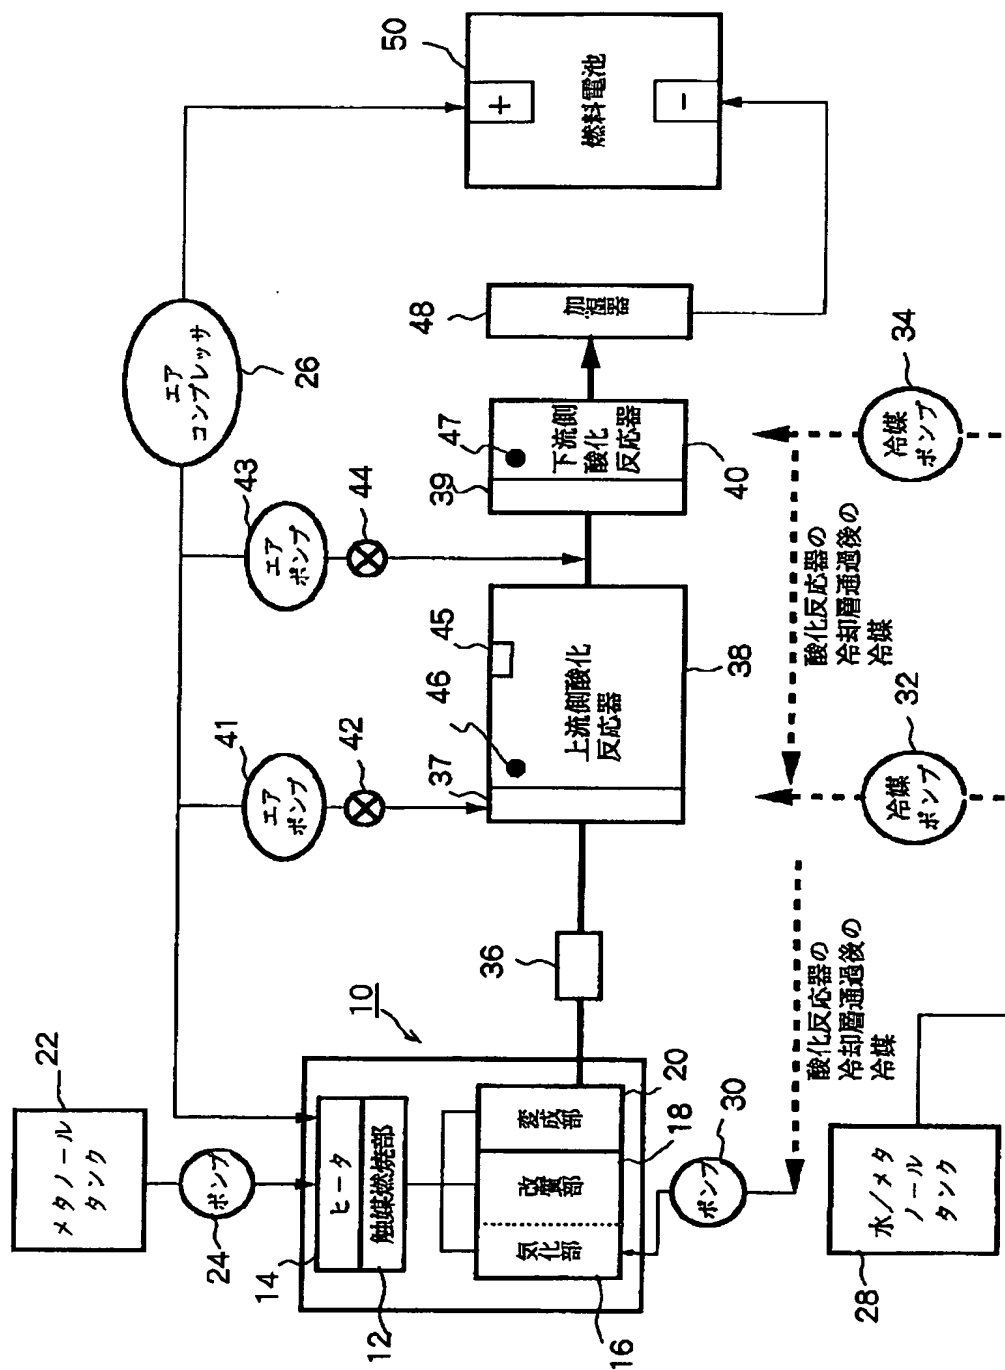 22
メタノール
タンク
24
ポンプ
10
14
ヒータ
触媒燃焼部
12
気化部
改質部
変成部
16
18
20
30
ポンプ
28
水/メタ
ノール
タンク
36
酸化反応器の
冷却層通過後の
冷媒
41
エア
ポンプ
42
37
46
45
上流側酸化
反応器
38
32
冷媒
ポンプ
酸化反応器の
冷却層通過後の
冷媒
43
エア
ポンプ
44
エア
コンプレッサ
26
39
47
下流側
酸化
反応器
40
34
冷媒
ポンプ
48
加湿器
50
+
燃料電池
-